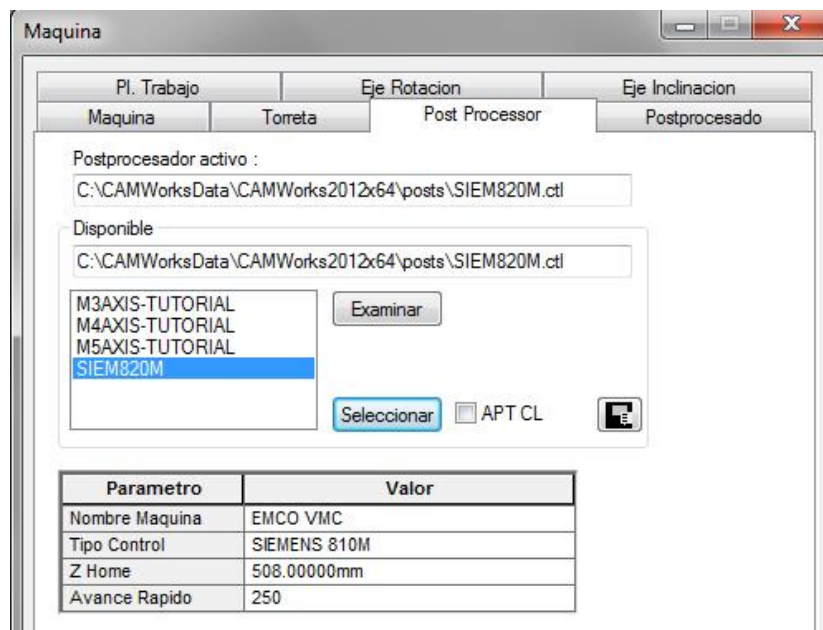 Maquina
Pl. Trabajo Eje Rotacion Eje Inclinacion
Maquina Torreta Post Processor Postprocesado
Postprocesador activo :
C:\CAMWorksData\CAMWorks2012x64\posts\SIEM820M.ctl
Disponible
C:\CAMWorksData\CAMWorks2012x64\posts\SIEM820M.ctl
M3AXIS-TUTORIAL
M4AXIS-TUTORIAL
M5AXIS-TUTORIAL
SIEM820M
Examinar
Seleccionar APT CL
Parametro Valor
Nombre Maquina EMCO VMC
Tipo Control SIEMENS 810M
Z Home 508.00000mm
Avance Rapido 250